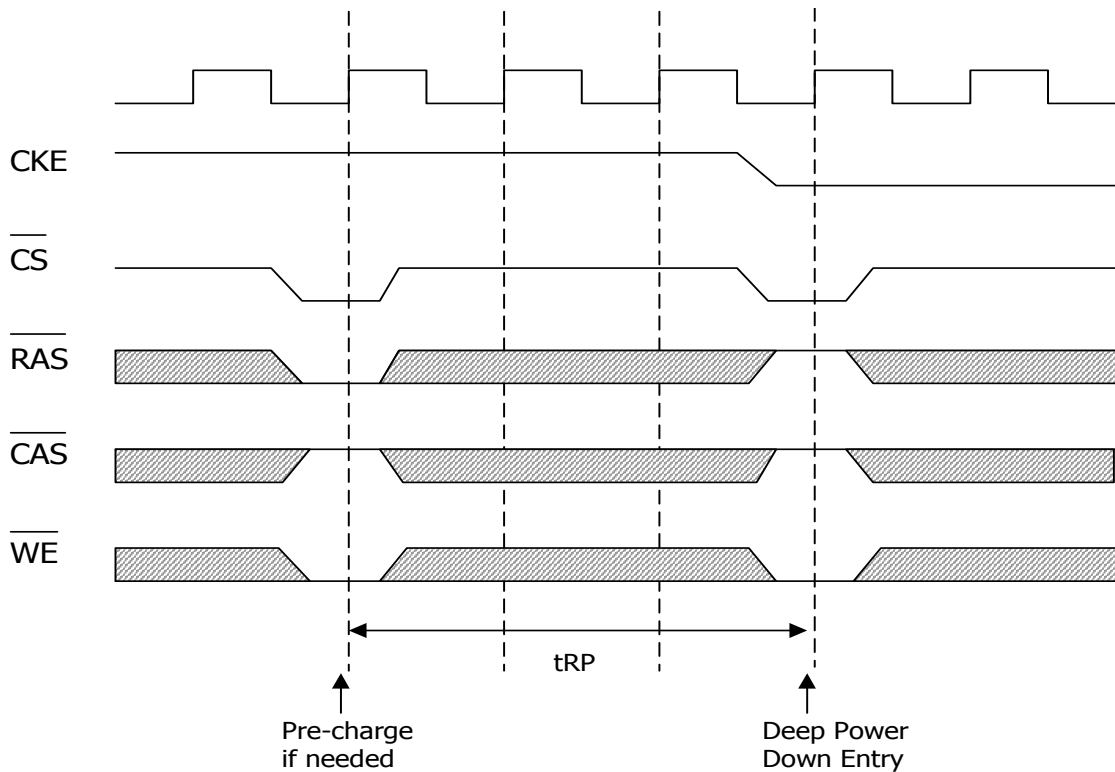 CKE
CS
RAS
CAS
WE
tRP
Pre-charge
if needed
Deep Power
Down Entry